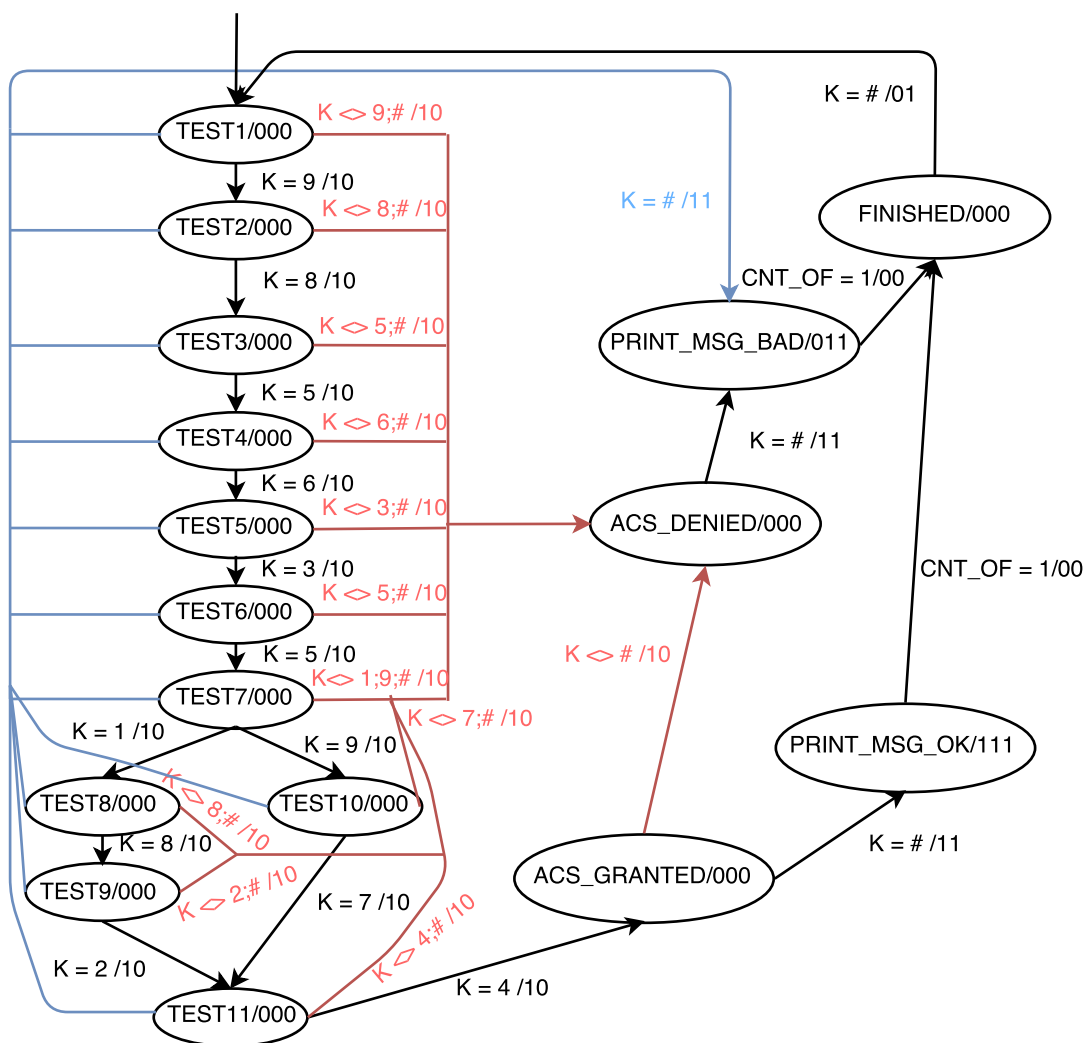 K = # /01
K <> 9;# /10
TEST1/000
K = 9 /10
K <> 8;# /10
K = # /11
TEST2/000
FINISHED/000
K = 8 /10
CNT_OF = 1/00
K <> 5;# /10
TEST3/000
PRINT_MSG_BAD/011
K = 5 /10
K <> 6;# /10
TEST4/000
K = # /11
K = 6 /10
K <> 3;# /10
TEST5/000
ACS_DENIED/000
K = 3 /10
CNT_OF = 1/00
K <> 5;# /10
TEST6/000
K = 5 /10
K <> # /10
K<> 1;9;# /10
TEST7/000
K <> 7;# /10
K = 1 /10
K = 9 /10
PRINT_MSG_OK/111
TEST8/000
K <> 8;# /10
TEST10/000
K = 8 /10
K = # /11
TEST9/000
K <> 2;# /10
ACS_GRANTED/000
K = 7 /10
K <> 4;# /10
K = 2 /10
K = 4 /10
TEST11/000